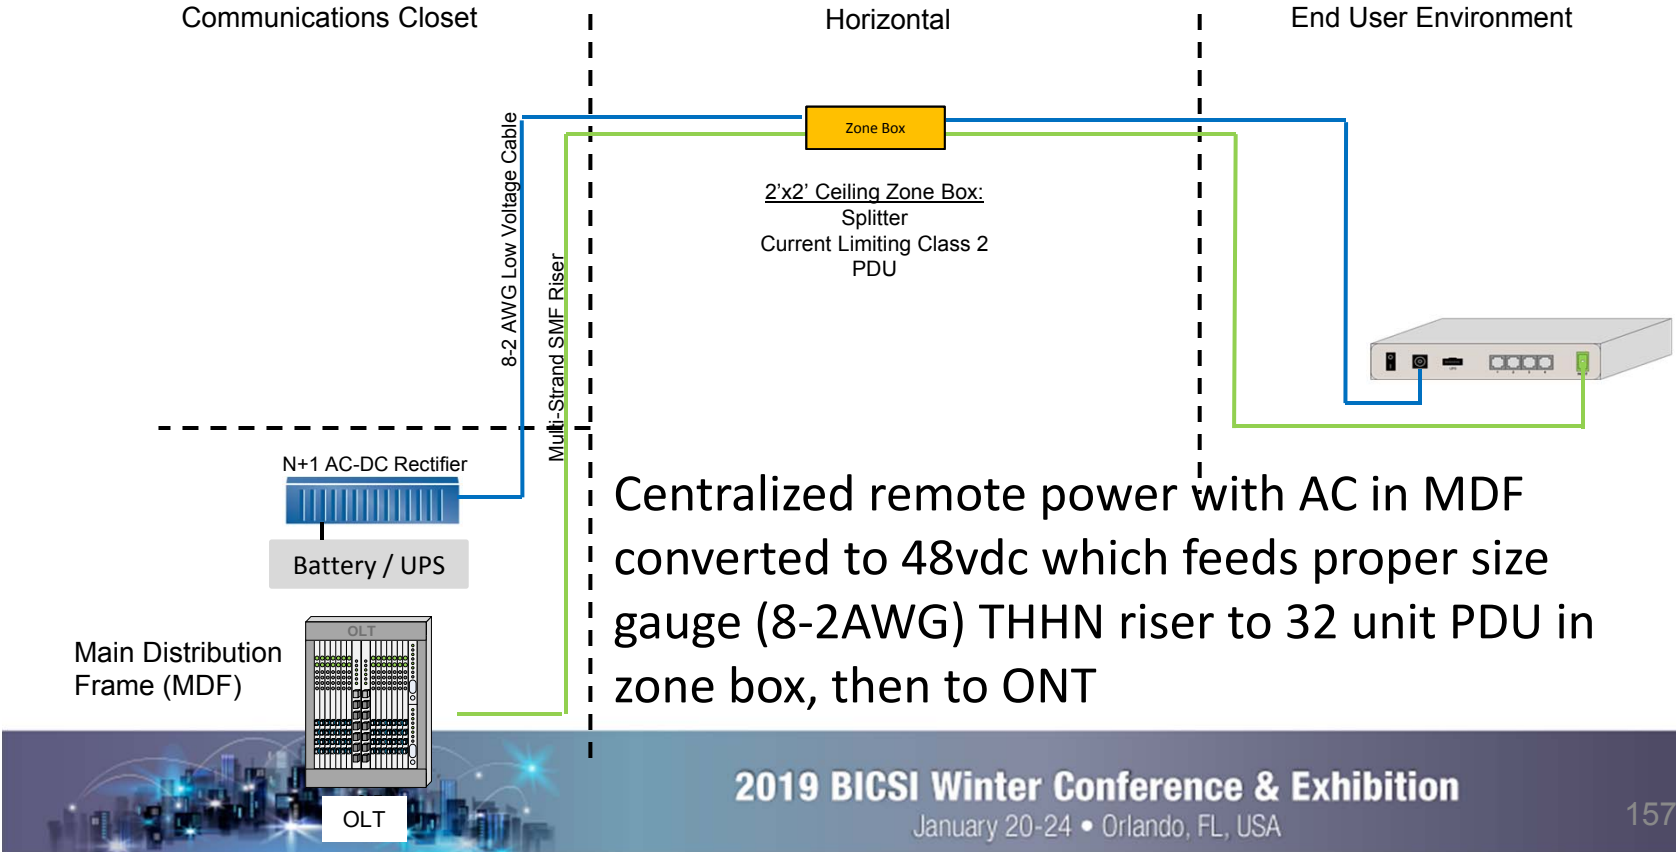 Communications Closet
Horizontal
End User Environment
8-2 AWG Low Voltage Cable
Multi-Strand SMF Riser
Zone Box
2’x2’ Ceiling Zone Box:
Splitter
Current Limiting Class 2
PDU
N+1 AC-DC Rectifier
Battery / UPS
Main Distribution
Frame (MDF)
OLT
OLT
Centralized remote power with AC in MDF
converted to 48vdc which feeds proper size
gauge (8-2AWG) THHN riser to 32 unit PDU in
zone box, then to ONT
2019 BICSI Winter Conference & Exhibition
January 20-24 • Orlando, FL, USA
157